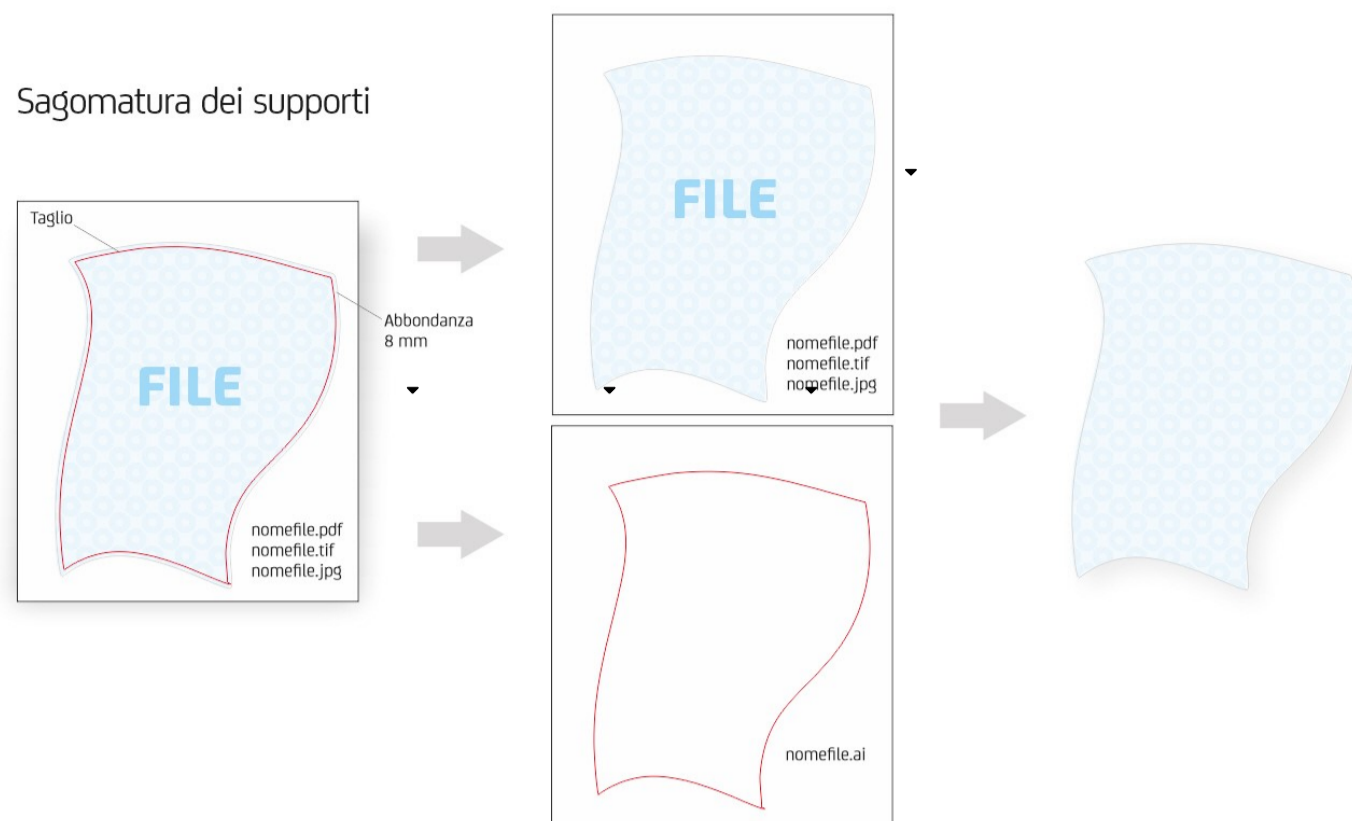 Sagomatura dei supporti
Taglio
Abbondanza
8 mm
FILE
nomefile.pdf
nomefile.tif
nomefile.jpg
FILE
nomefile.pdf
nomefile.tif
nomefile.jpg
nomefile.ai